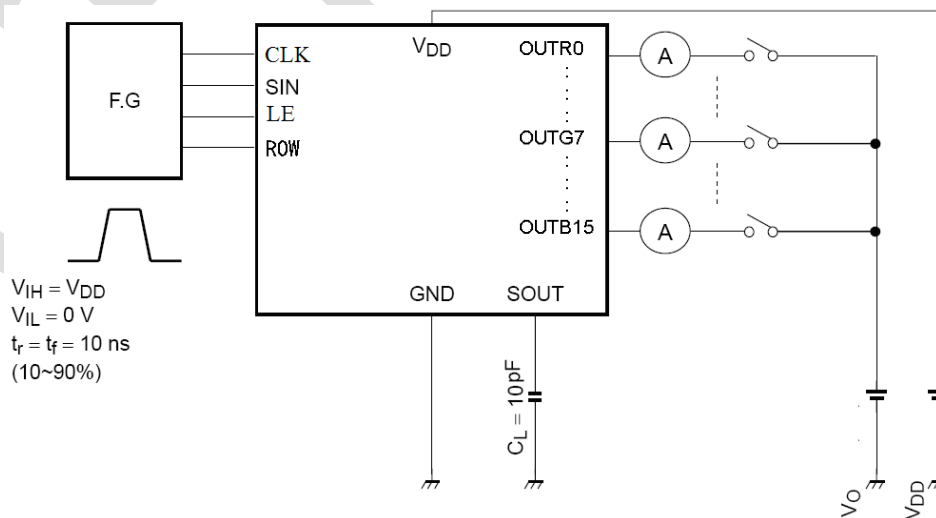 F.G
CLK
SIN
LE
ROW
VDD
OUTR0
OUTG7
OUTB15
GND
SOUT
A
A
A
VIH = VDD
VIL = 0 V
tr = tf = 10 ns
(10~90%)
CL = 10pF
VO
VDD